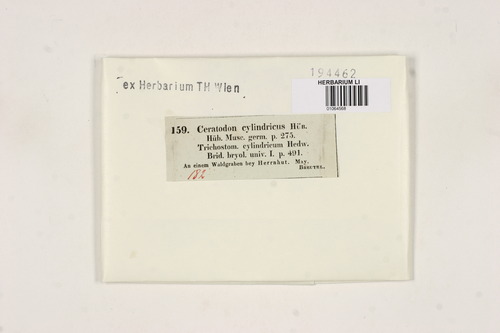 194462
ex Herbarium TH Wien
HERBARIUM LI
159. Ceratodon cylindricus Hüb.
Hüb. Musc. germ. p. 275.
Trichostom. cylindricum Hedw.
Brid. bryol. univ. I. p. 491.
An einem Waldgraben bey Herrnhut. May.
Breutel.